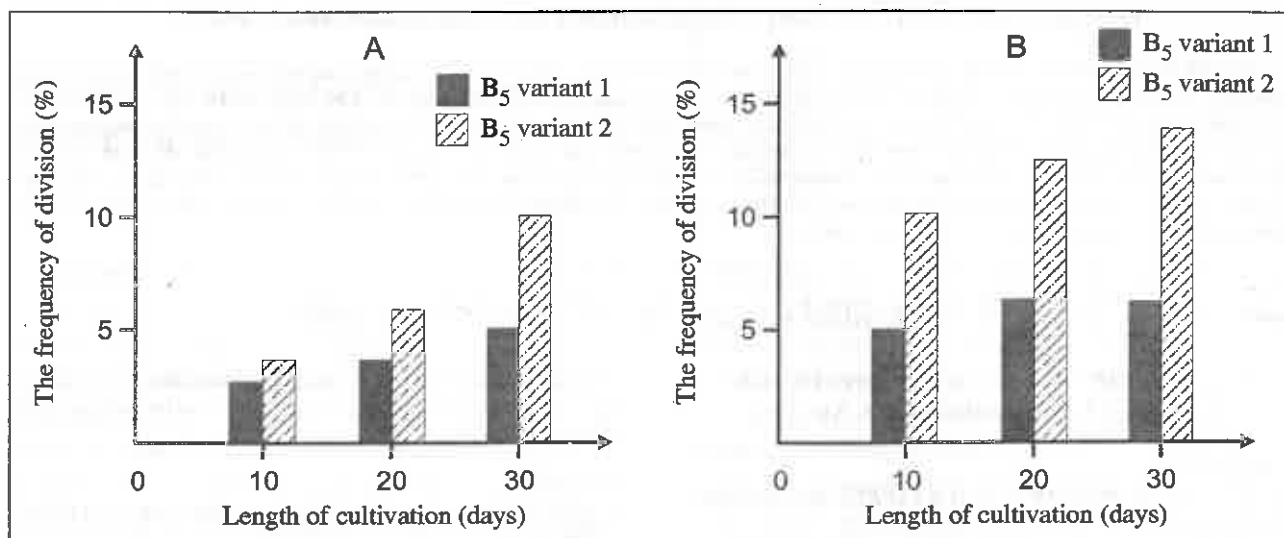 A
B₅ variant 1
B₅ variant 2
The frequency of division (%)
15
10
5
0
10
20
30
Length of cultivation (days)
B
B₅ variant 1
B₅ variant 2
The frequency of division (%)
15
10
5
0
10
20
30
Length of cultivation (days)